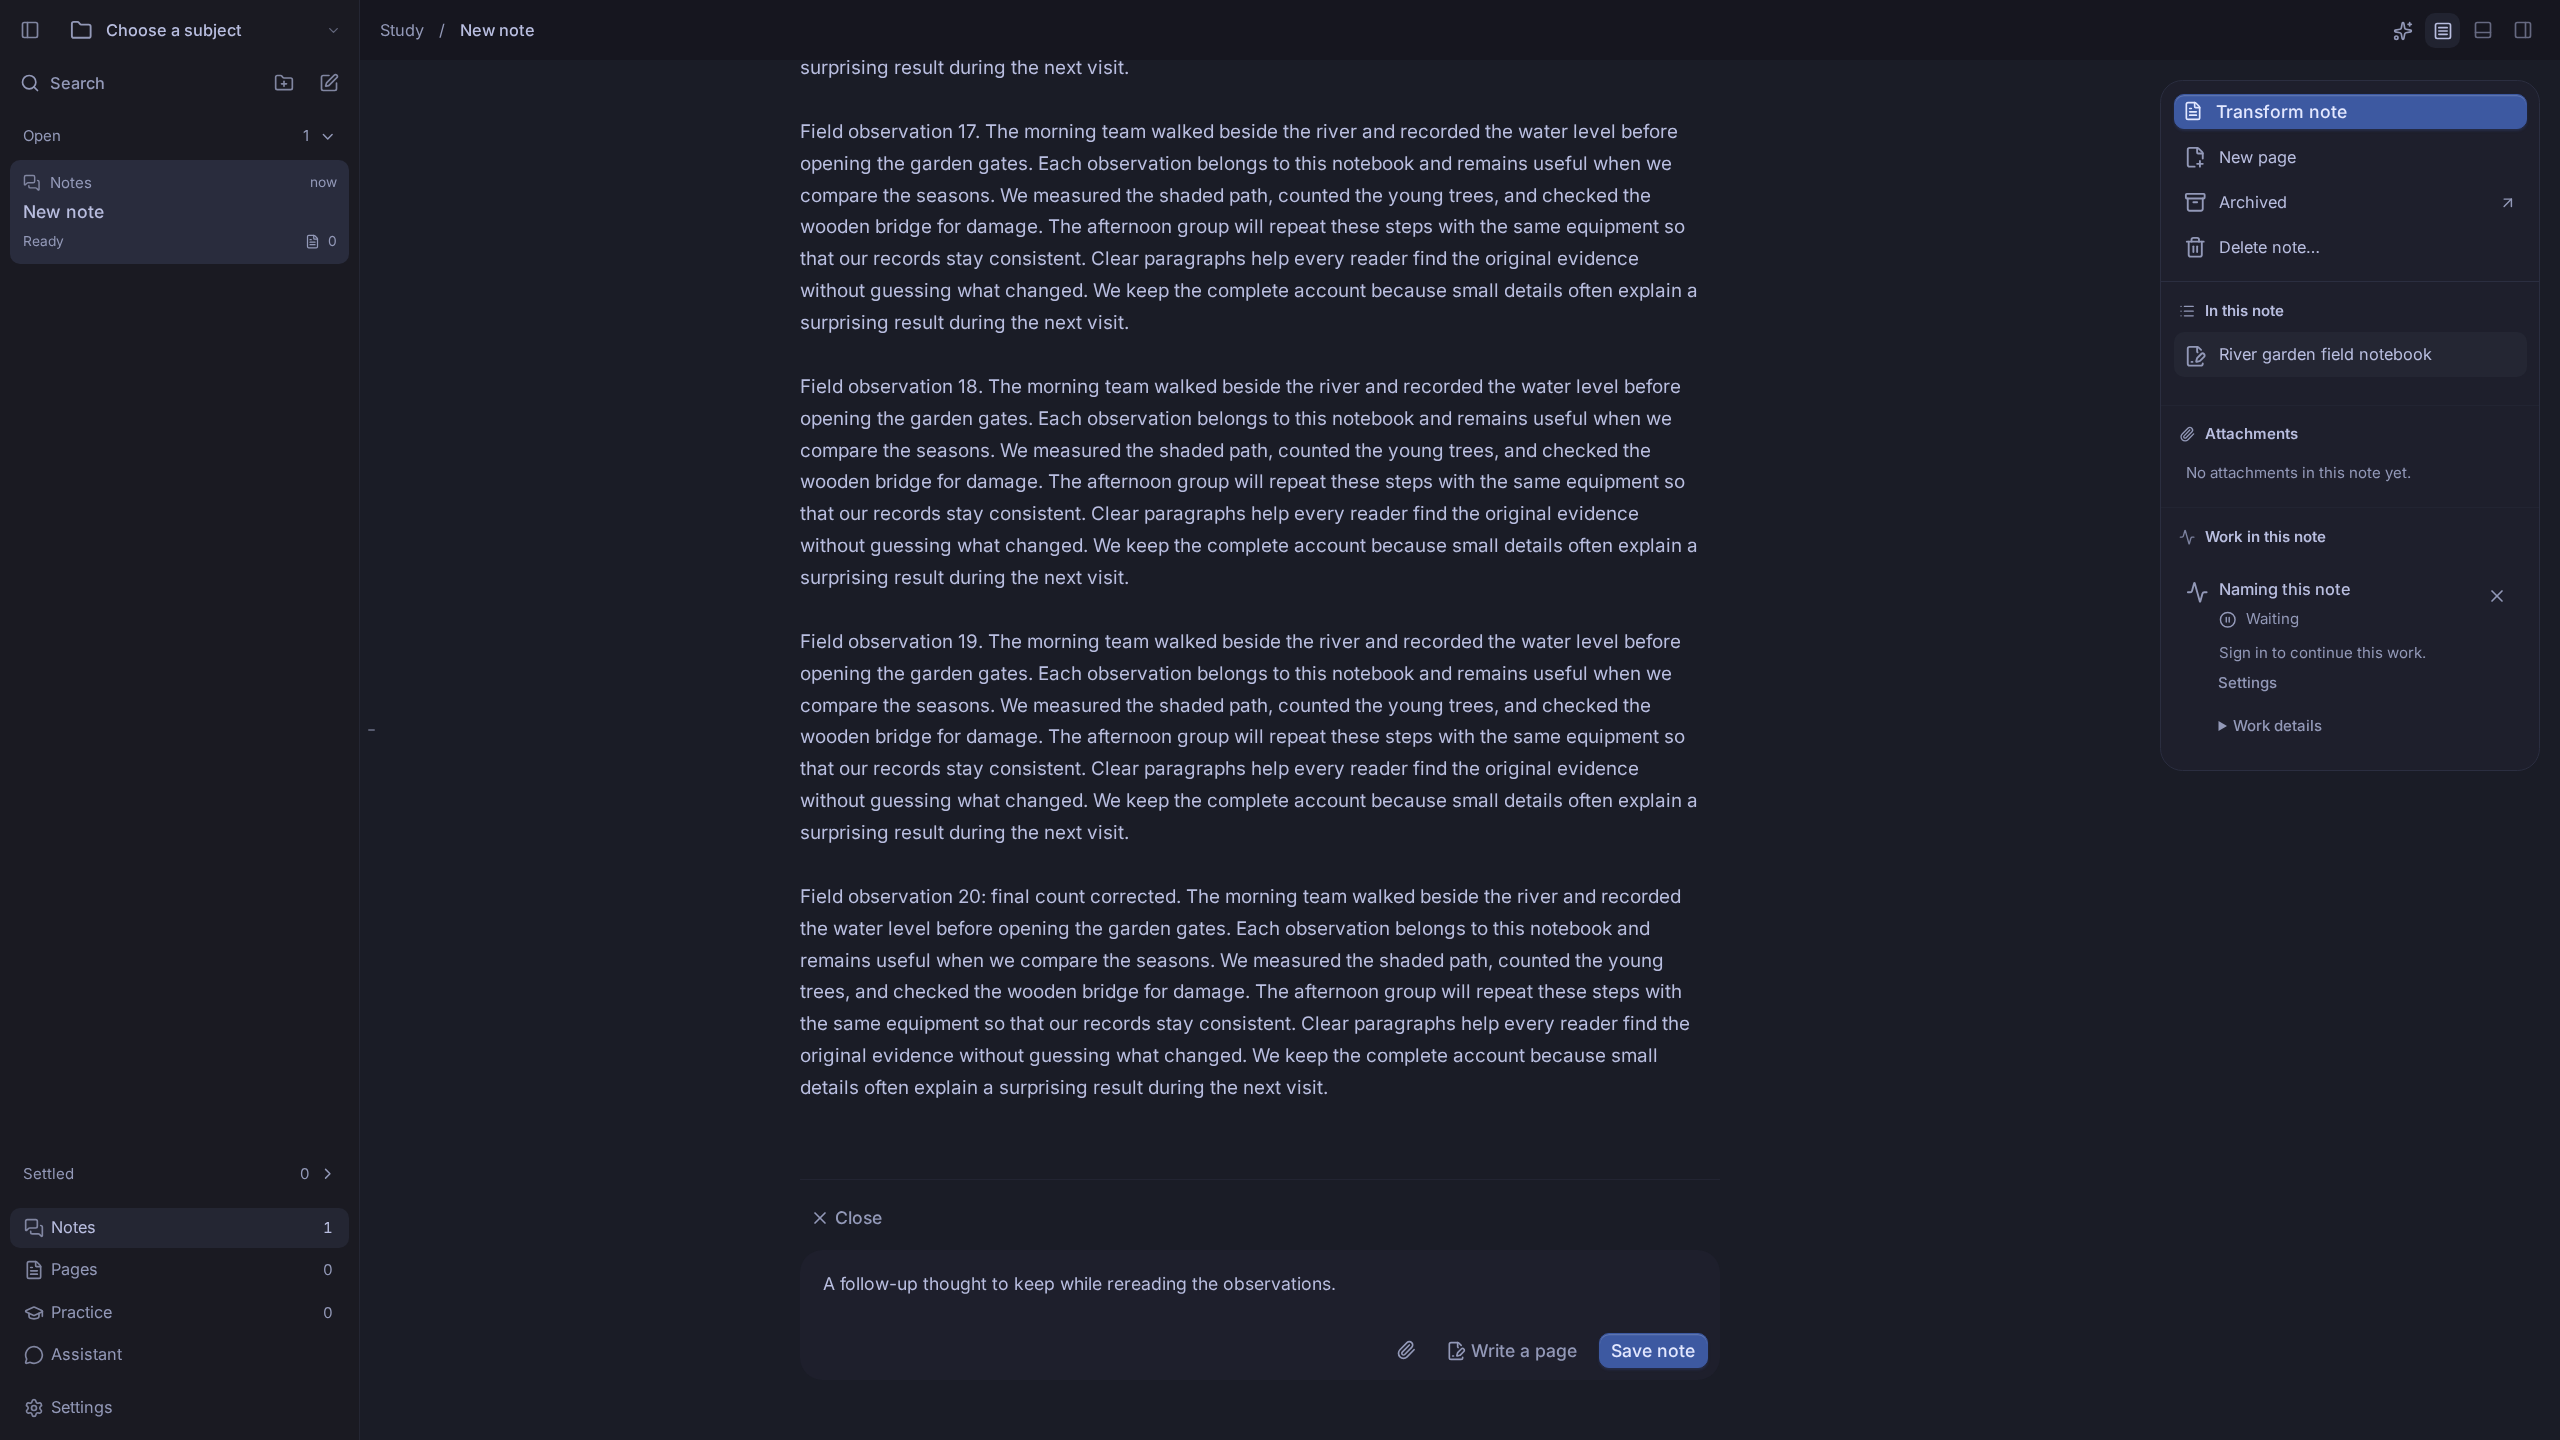 Choose a subject
Search
Open 1
Notes now
New note
Ready 0
Settled 0
Notes 1
Pages 0
Practice 0
Assistant
Settings
Study / New note
surprising result during the next visit.
Field observation 17. The morning team walked beside the river and recorded the water level before
opening the garden gates. Each observation belongs to this notebook and remains useful when we
compare the seasons. We measured the shaded path, counted the young trees, and checked the
wooden bridge for damage. The afternoon group will repeat these steps with the same equipment so
that our records stay consistent. Clear paragraphs help every reader find the original evidence
without guessing what changed. We keep the complete account because small details often explain a
surprising result during the next visit.
Field observation 18. The morning team walked beside the river and recorded the water level before
opening the garden gates. Each observation belongs to this notebook and remains useful when we
compare the seasons. We measured the shaded path, counted the young trees, and checked the
wooden bridge for damage. The afternoon group will repeat these steps with the same equipment so
that our records stay consistent. Clear paragraphs help every reader find the original evidence
without guessing what changed. We keep the complete account because small details often explain a
surprising result during the next visit.
Field observation 19. The morning team walked beside the river and recorded the water level before
opening the garden gates. Each observation belongs to this notebook and remains useful when we
compare the seasons. We measured the shaded path, counted the young trees, and checked the
wooden bridge for damage. The afternoon group will repeat these steps with the same equipment so
that our records stay consistent. Clear paragraphs help every reader find the original evidence
without guessing what changed. We keep the complete account because small details often explain a
surprising result during the next visit.
Field observation 20: final count corrected. The morning team walked beside the river and recorded
the water level before opening the garden gates. Each observation belongs to this notebook and
remains useful when we compare the seasons. We measured the shaded path, counted the young
trees, and checked the wooden bridge for damage. The afternoon group will repeat these steps with
the same equipment so that our records stay consistent. Clear paragraphs help every reader find the
original evidence without guessing what changed. We keep the complete account because small
details often explain a surprising result during the next visit.
Close
A follow-up thought to keep while rereading the observations.
Write a page Save note
Transform note
New page
Archived
Delete note...
In this note
River garden field notebook
Attachments
No attachments in this note yet.
Work in this note
Naming this note
Waiting
Sign in to continue this work.
Settings
Work details